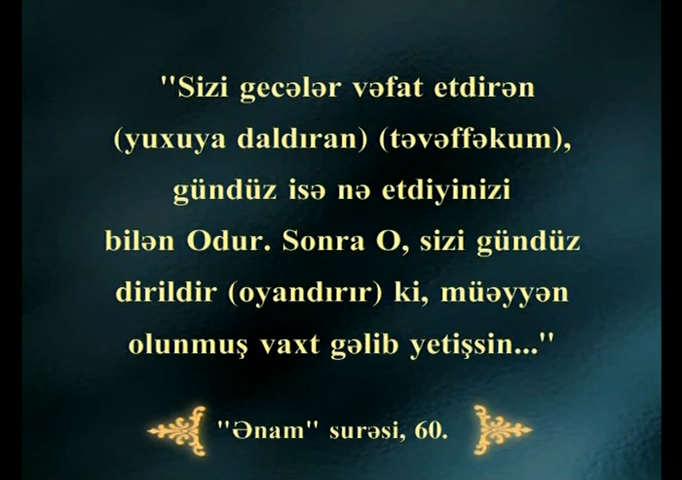 "Sizi gecələr vəfat etdirən
(yuxuya daldıran) (təvəffəkum),
gündüz isə nə etdiyinizi
bilən Odur. Sonra O, sizi gündüz
dirildir (oyandırır) ki, müəyyən
olunmuş vaxt gəlib yetişsin..."
"Ənam" surəsi, 60.